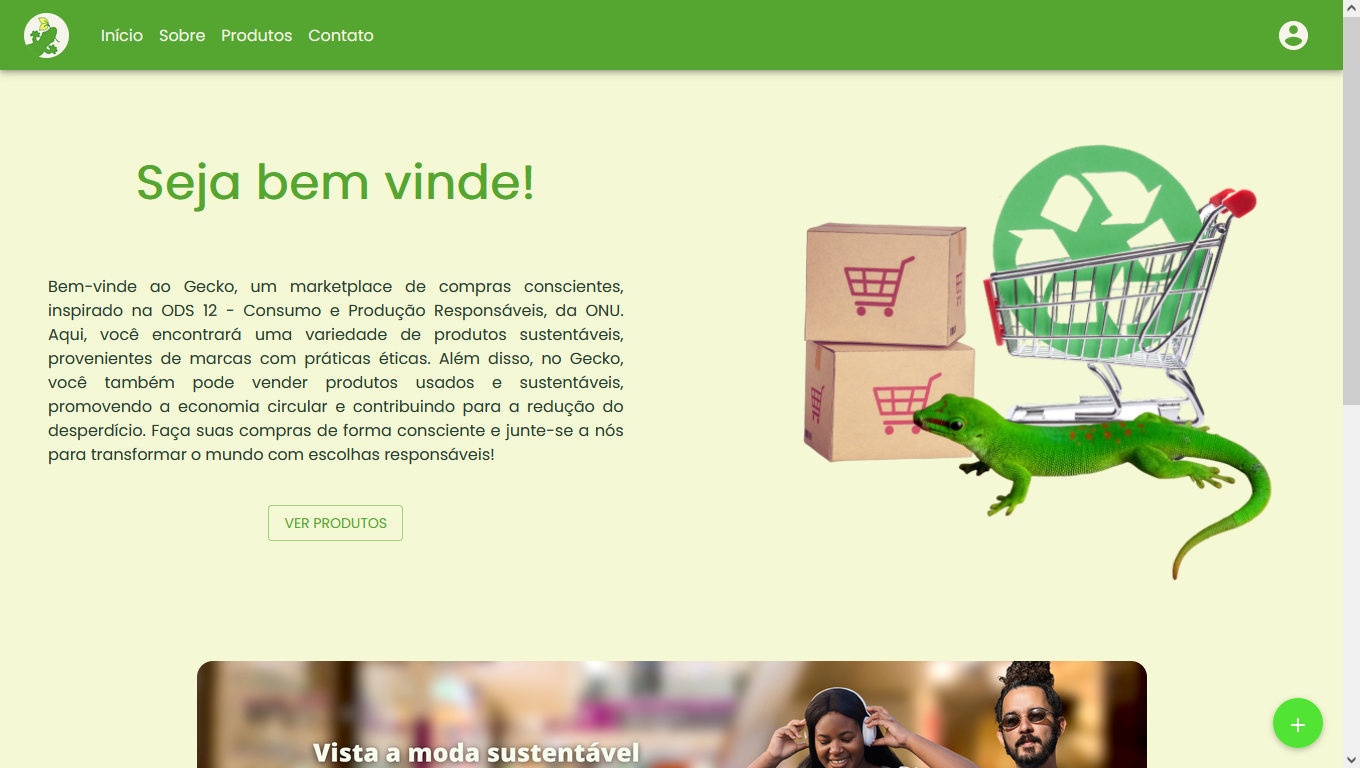 Início Sobre Produtos Contato
Seja bem vinde!
Bem-vinde ao Gecko, um marketplace de compras conscientes,
inspirado na ODS 12 - Consumo e Produção Responsáveis, da ONU.
Aqui, você encontrará uma variedade de produtos sustentáveis,
provenientes de marcas com práticas éticas. Além disso, no Gecko,
você também pode vender produtos usados e sustentáveis,
promovendo a economia circular e contribuindo para a redução do
desperdício. Faça suas compras de forma consciente e junte-se a nós
para transformar o mundo com escolhas responsáveis!
VER PRODUTOS
Vista a moda sustentável